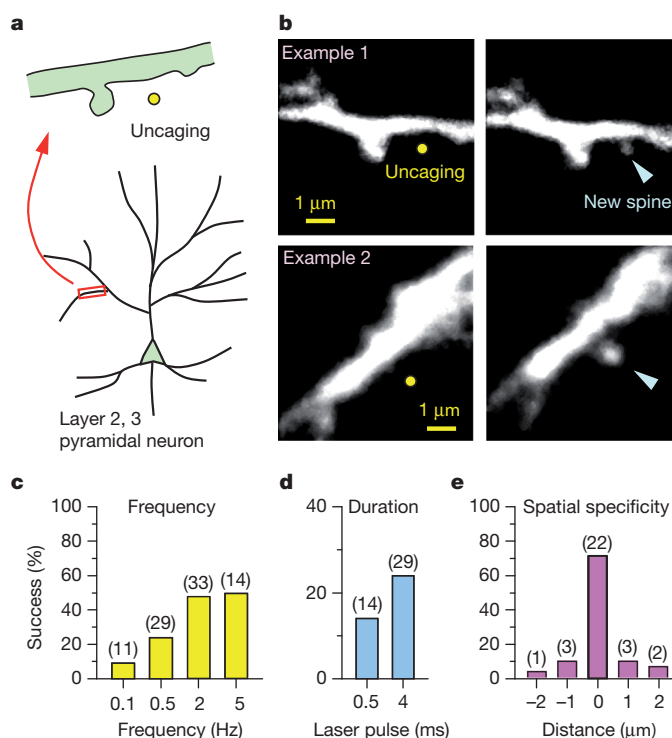 a
Uncaging
Layer 2, 3
pyramidal neuron
b
Example 1
Uncaging
1 μm
New spine
Example 2
1 μm
c
Frequency
Success (%)
100
80
60
40
20
0
(11)
(29)
(33)
(14)
0.1
0.5
2
5
Frequency (Hz)
d
Duration
40
20
0
(14)
(29)
0.5
4
Laser pulse (ms)
e
Spatial specificity
100
80
60
40
20
0
(1)
(3)
(22)
(3)
(2)
−2
−1
0
1
2
Distance (μm)